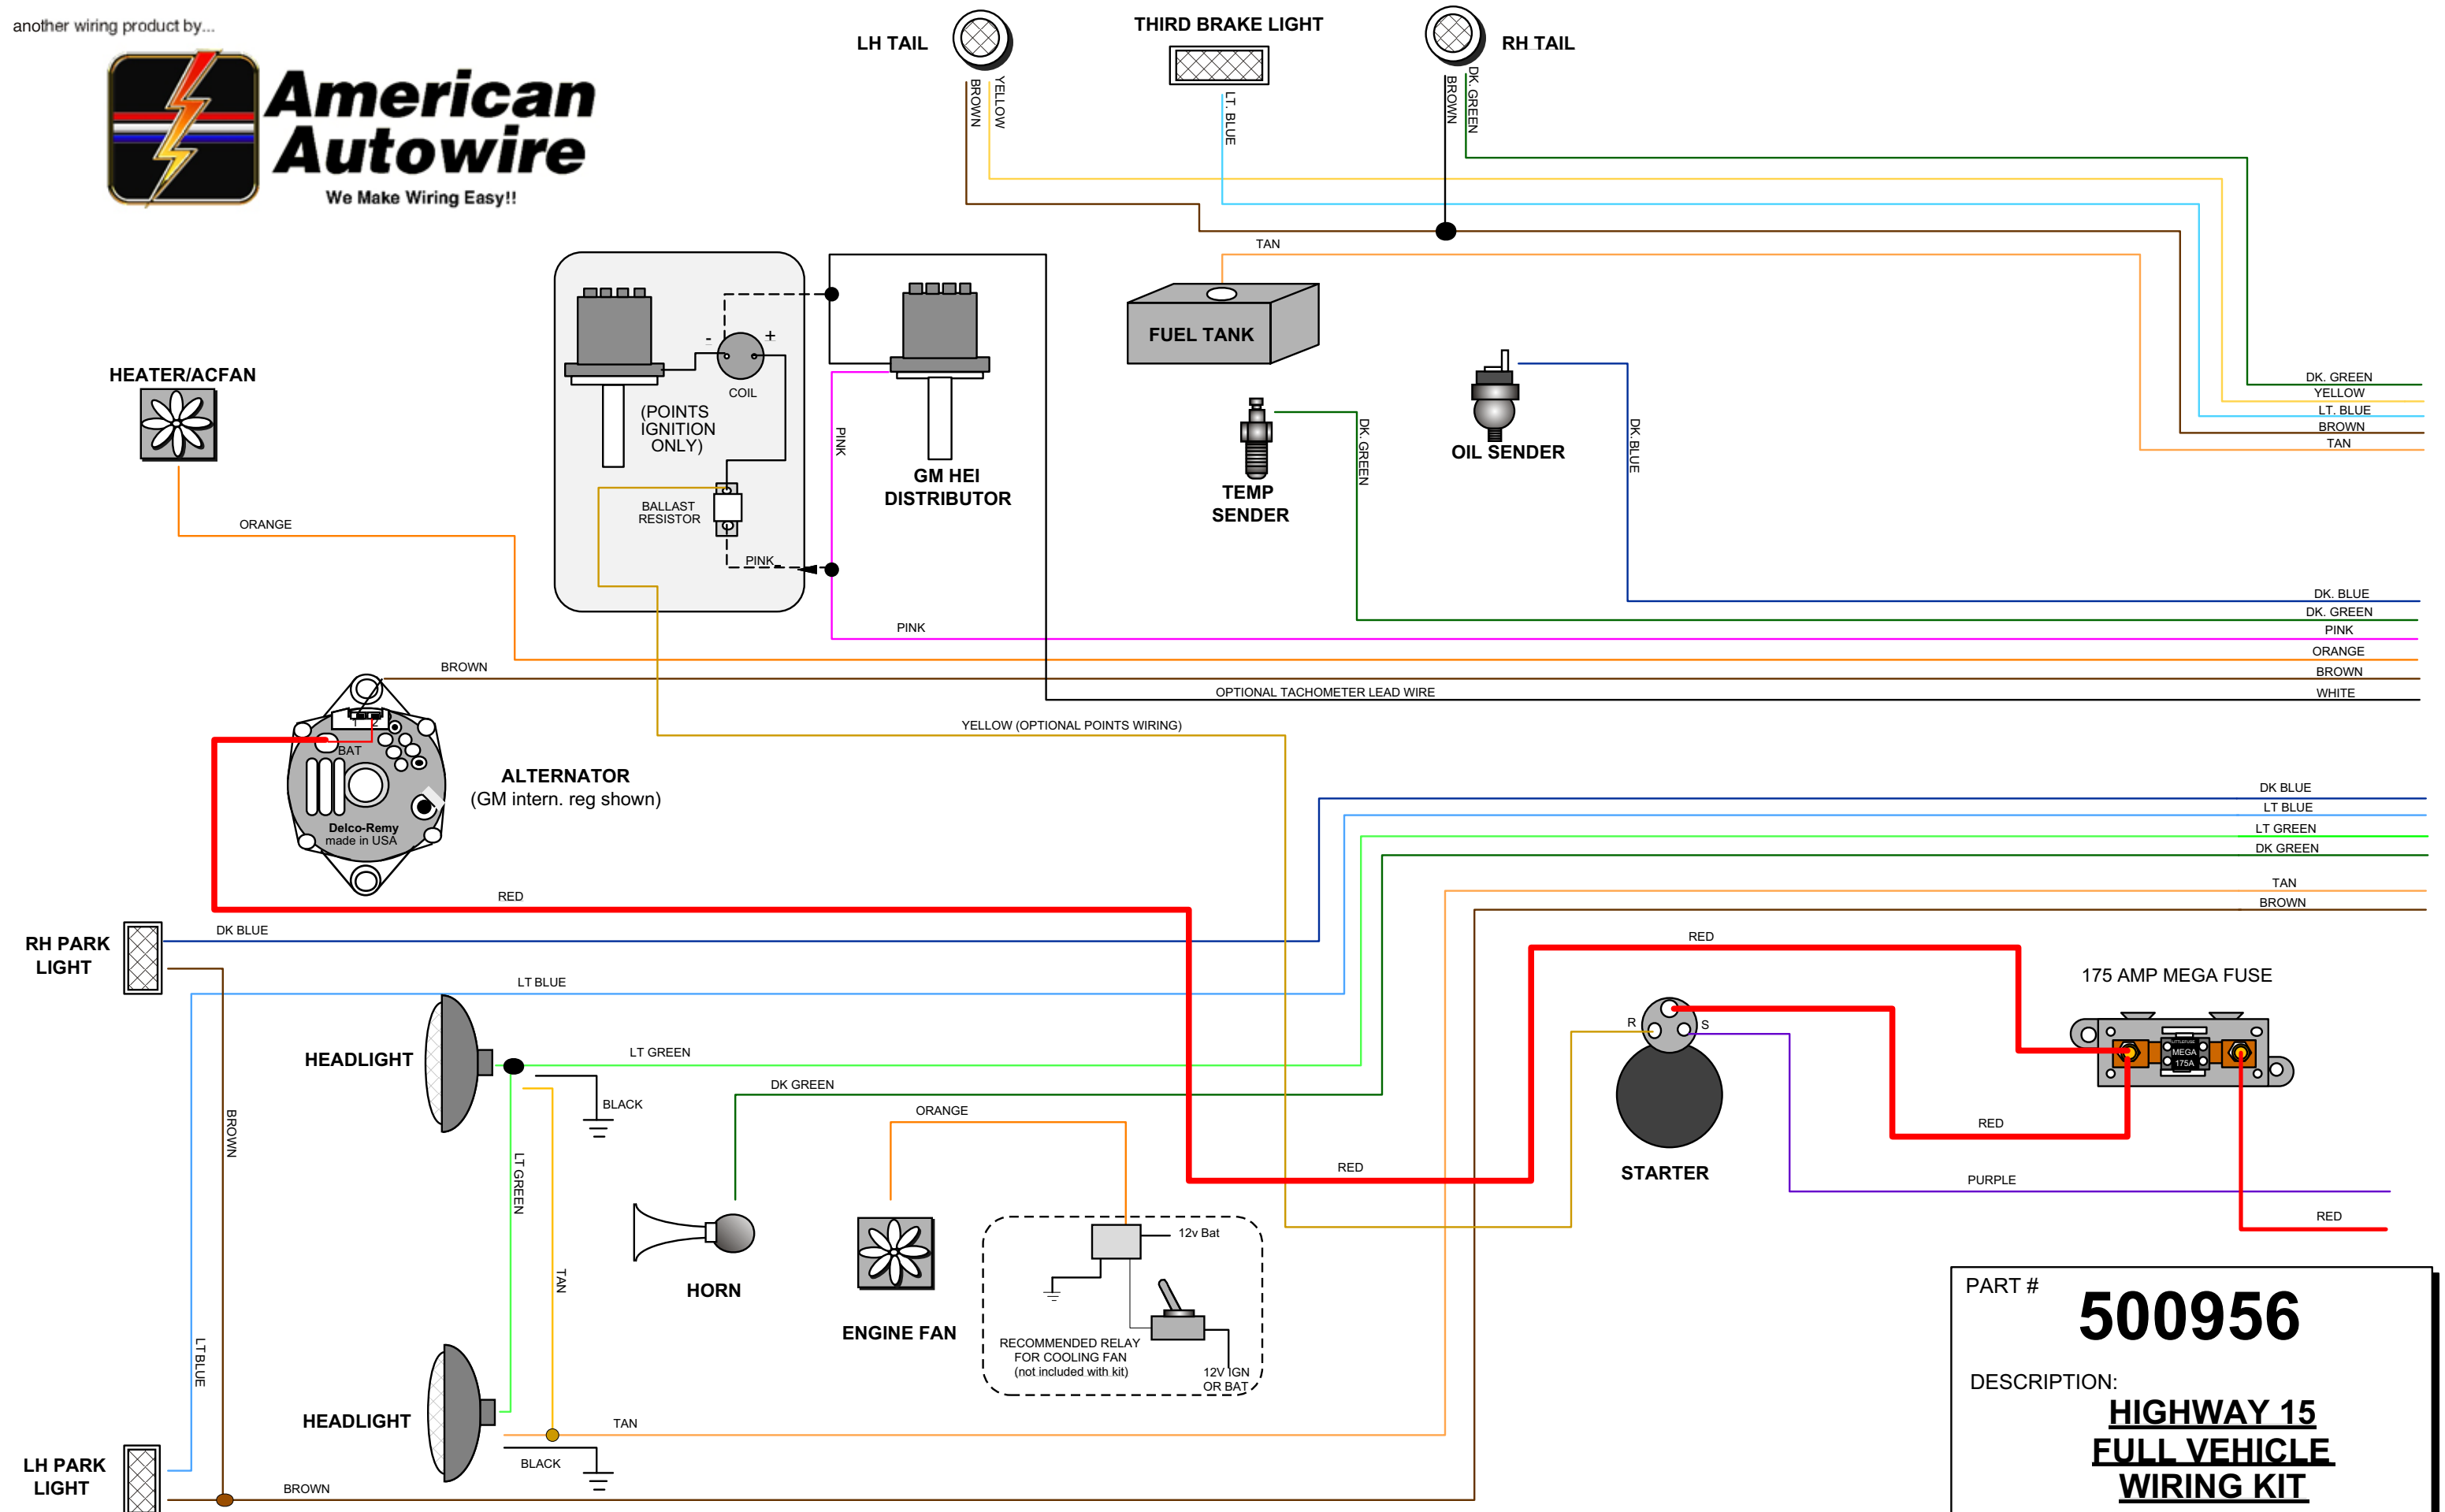 another wiring product by...
American
Autowire
We Make Wiring Easy!!
LH TAIL
THIRD BRAKE LIGHT
RH TAIL
BROWN
YELLOW
LT. BLUE
BROWN
DK. GREEN
TAN
FUEL TANK
HEATER/ACFAN
ORANGE
-
+
COIL
(POINTS
IGNITION
ONLY)
BALLAST
RESISTOR
PINK
PINK
GM HEI
DISTRIBUTOR
TEMP
SENDER
DK. GREEN
OIL SENDER
DK. BLUE
DK. GREEN
YELLOW
LT. BLUE
BROWN
TAN
DK. BLUE
DK. GREEN
PINK
PINK
ORANGE
BROWN
BROWN
OPTIONAL TACHOMETER LEAD WIRE
WHITE
YELLOW (OPTIONAL POINTS WIRING)
1 2
BAT
Delco-Remy
made in USA
ALTERNATOR
(GM intern. reg shown)
DK BLUE
LT BLUE
LT GREEN
DK GREEN
TAN
BROWN
RED
RH PARK
LIGHT
DK BLUE
LT BLUE
RED
175 AMP MEGA FUSE
LITTLEFUSE
MEGA
175A
R
S
STARTER
RED
PURPLE
RED
HEADLIGHT
LT GREEN
BLACK
DK GREEN
ORANGE
BROWN
LT GREEN
TAN
RED
HORN
ENGINE FAN
12v Bat
RECOMMENDED RELAY
FOR COOLING FAN
(not included with kit)
12V IGN
OR BAT
LT BLUE
HEADLIGHT
TAN
BLACK
LH PARK
LIGHT
BROWN
PART #
500956
DESCRIPTION:
HIGHWAY 15
FULL VEHICLE
WIRING KIT